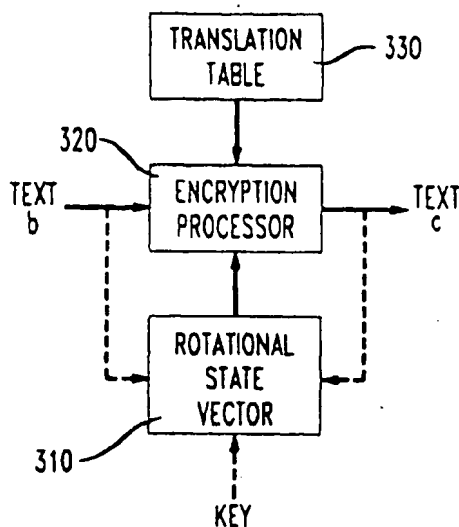 TRANSLATION
TABLE
330
320
TEXT
b
ENCRYPTION
PROCESSOR
TEXT
c
ROTATIONAL
STATE
VECTOR
310
KEY